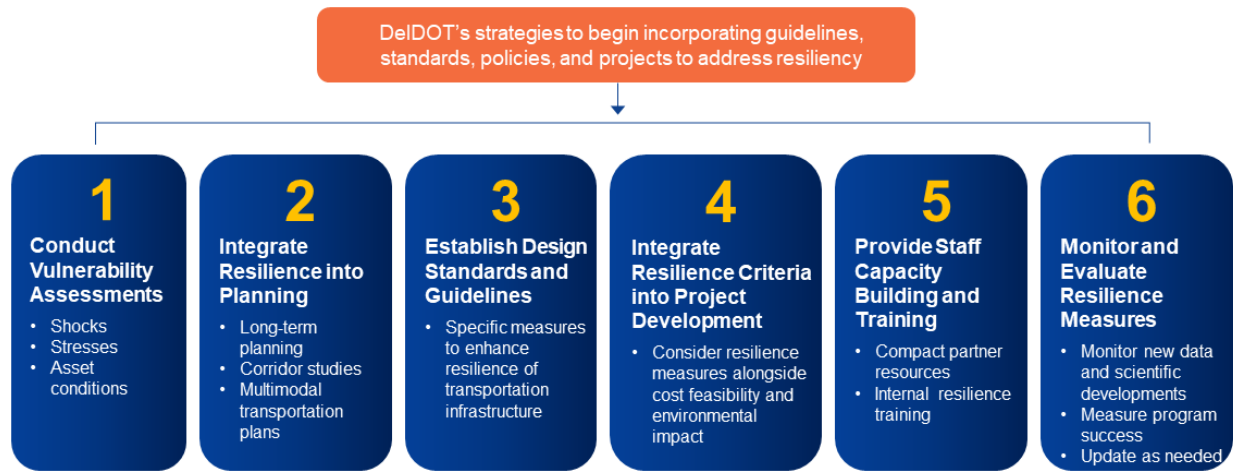 DelDOT's strategies to begin incorporating guidelines,
standards, policies, and projects to address resiliency
1
Conduct
Vulnerability
Assessments
• Shocks
• Stresses
• Asset
conditions
2
Integrate
Resilience into
Planning
• Long-term
planning
• Corridor studies
• Multimodal
transportation
plans
3
Establish Design
Standards and
Guidelines
• Specific measures
to enhance
resilience of
transportation
infrastructure
4
Integrate
Resilience Criteria
into Project
Development
• Consider resilience
measures alongside
cost feasibility and
environmental
impact
5
Provide Staff
Capacity
Building and
Training
• Compact partner
resources
• Internal resilience
training
6
Monitor and
Evaluate
Resilience
Measures
• Monitor new data
and scientific
developments
• Measure program
success
• Update as needed